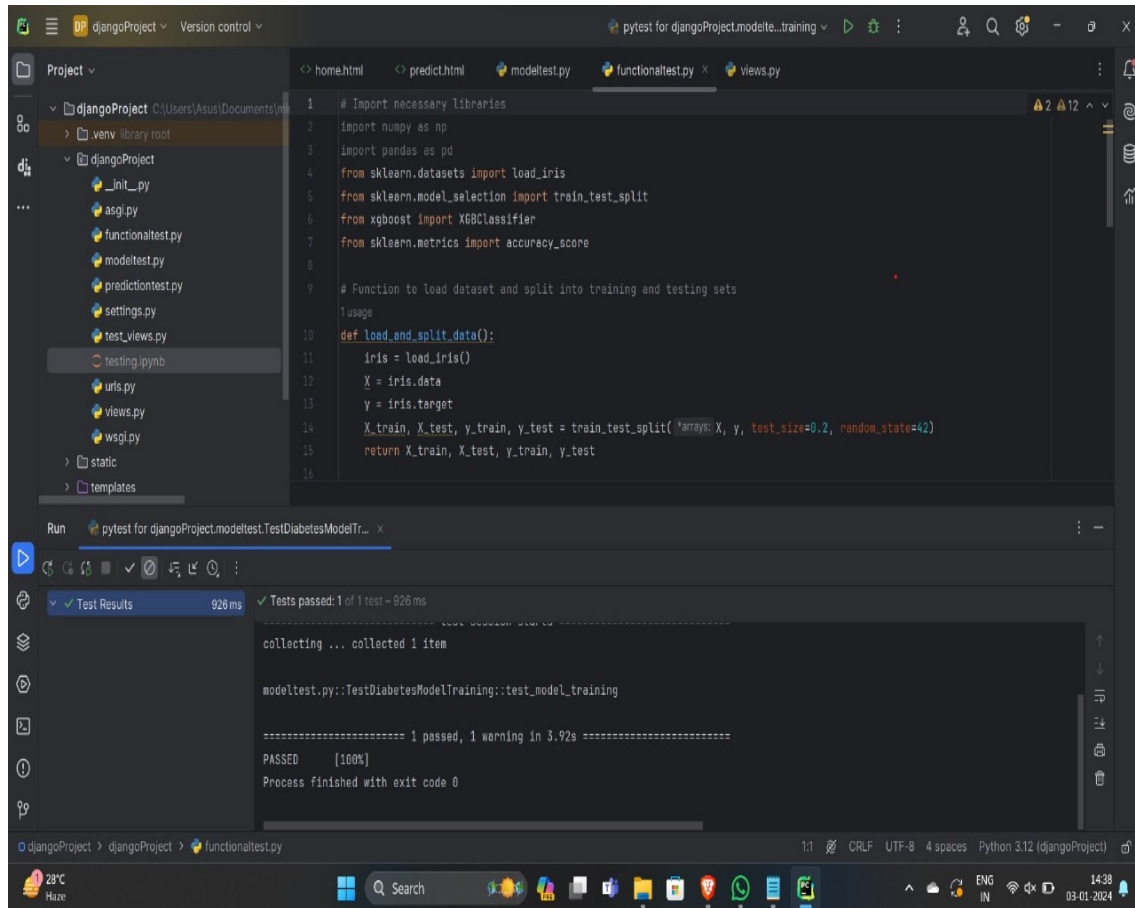 DP djangoProject Version control pytest for djangoProject.modelte...training
Project
home.html predict.html modeltest.py functionaltest.py views.py
djangoProject C:\Users\Asus\Documents\
.venv library root
djangoProject
__init__.py
asgi.py
functionaltest.py
modeltest.py
predictiontest.py
settings.py
test_views.py
testing.ipynb
urls.py
views.py
wsgi.py
static
templates
2 12
1 # Import necessary libraries
2 import numpy as np
3 import pandas as pd
4 from sklearn.datasets import load_iris
5 from sklearn.model_selection import train_test_split
6 from xgboost import XGBClassifier
7 from sklearn.metrics import accuracy_score
8
9 # Function to load dataset and split into training and testing sets
1 usage
10 def load_and_split_data():
11 iris = load_iris()
12 X = iris.data
13 y = iris.target
14 X_train, X_test, y_train, y_test = train_test_split( *arrays: X, y, test_size=0.2, random_state=42)
15 return X_train, X_test, y_train, y_test
16
Run pytest for djangoProject.modeltest.TestDiabetesModelTr...
Test Results 926 ms
Tests passed: 1 of 1 test – 926 ms
collecting ... collected 1 item
modeltest.py::TestDiabetesModelTraining::test_model_training
======================== 1 passed, 1 warning in 3.92s =========================
PASSED [100%]
Process finished with exit code 0
djangoProject > djangoProject > functionaltest.py 1:1 CRLF UTF-8 4 spaces Python 3.12 (djangoProject)
1 28°C
Haze
Search
ENG
IN
14:38
03-01-2024